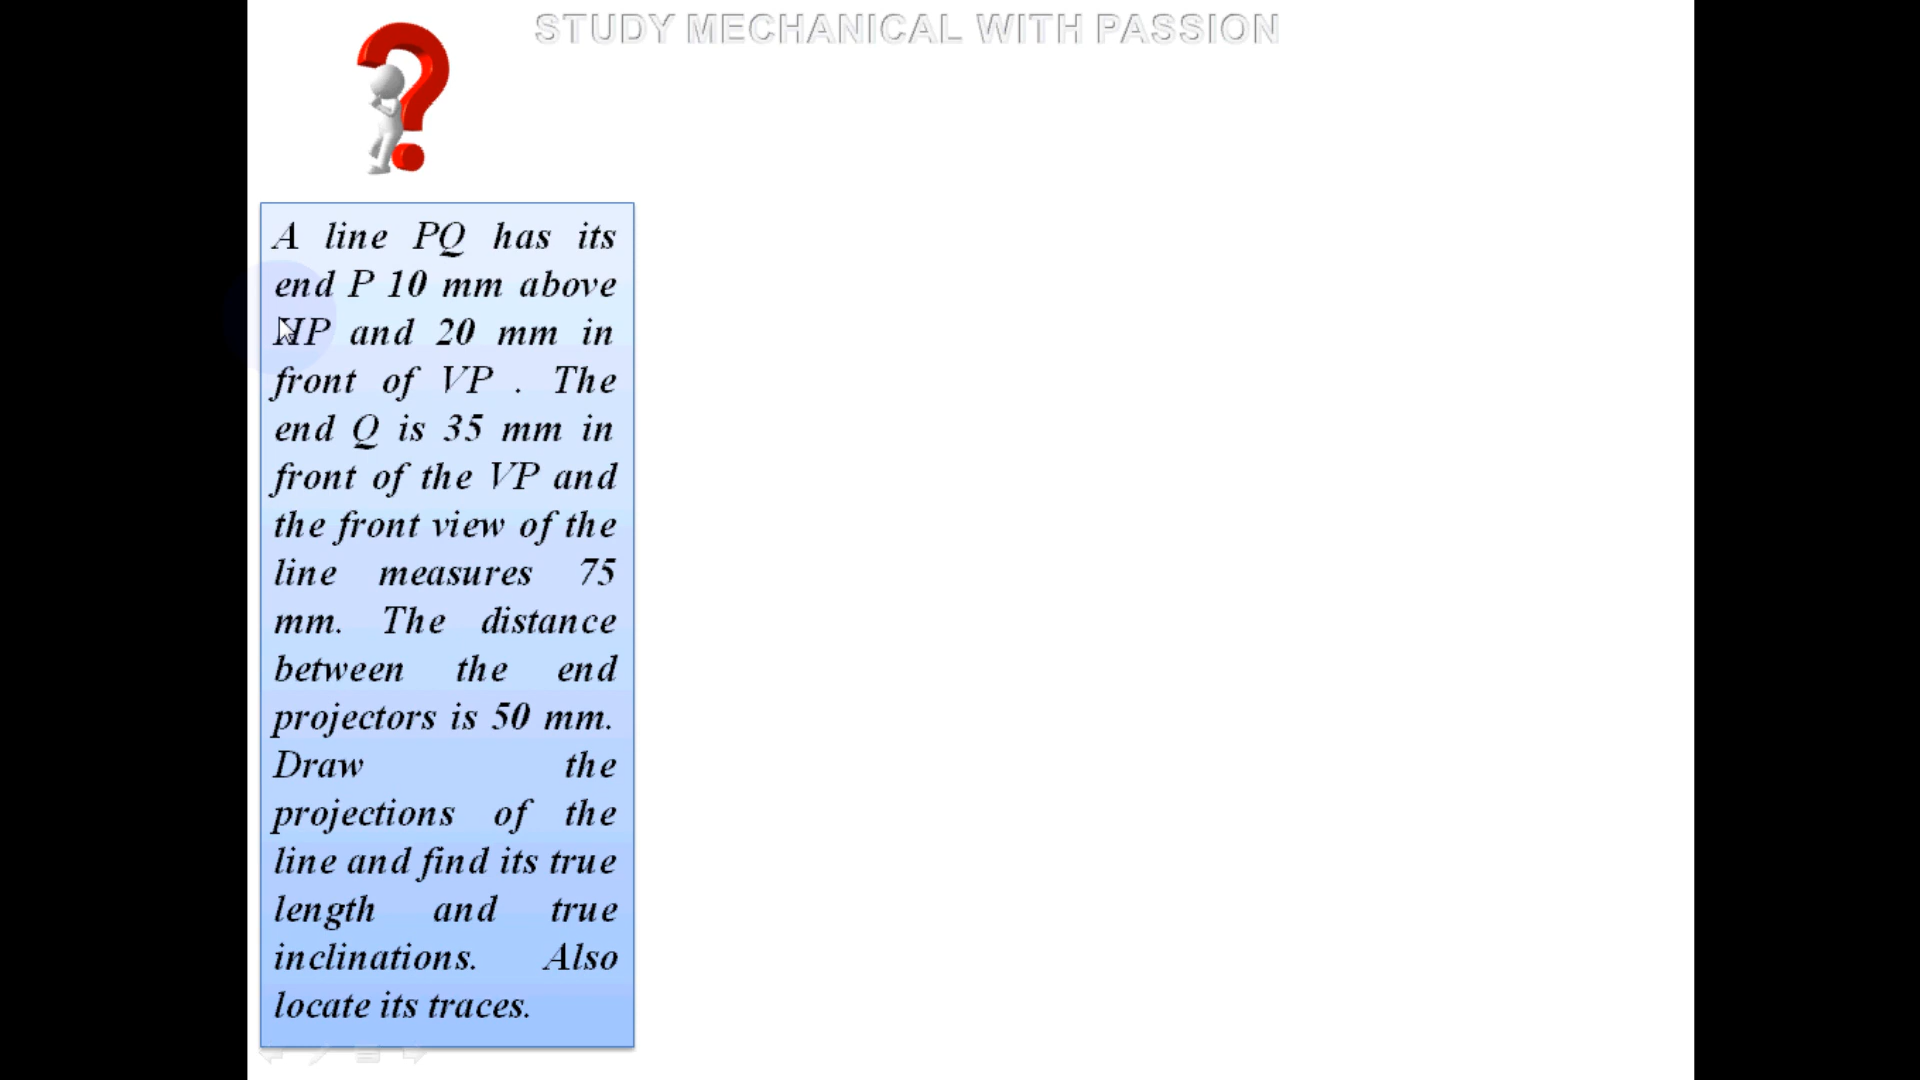 STUDY MECHANICAL WITH PASSION
A line PQ has its
end P 10 mm above
HP and 20 mm in
front of VP . The
end Q is 35 mm in
front of the VP and
the front view of the
line measures 75
mm. The distance
between the end
projectors is 50 mm.
Draw the
projections of the
line and find its true
length and true
inclinations. Also
locate its traces.